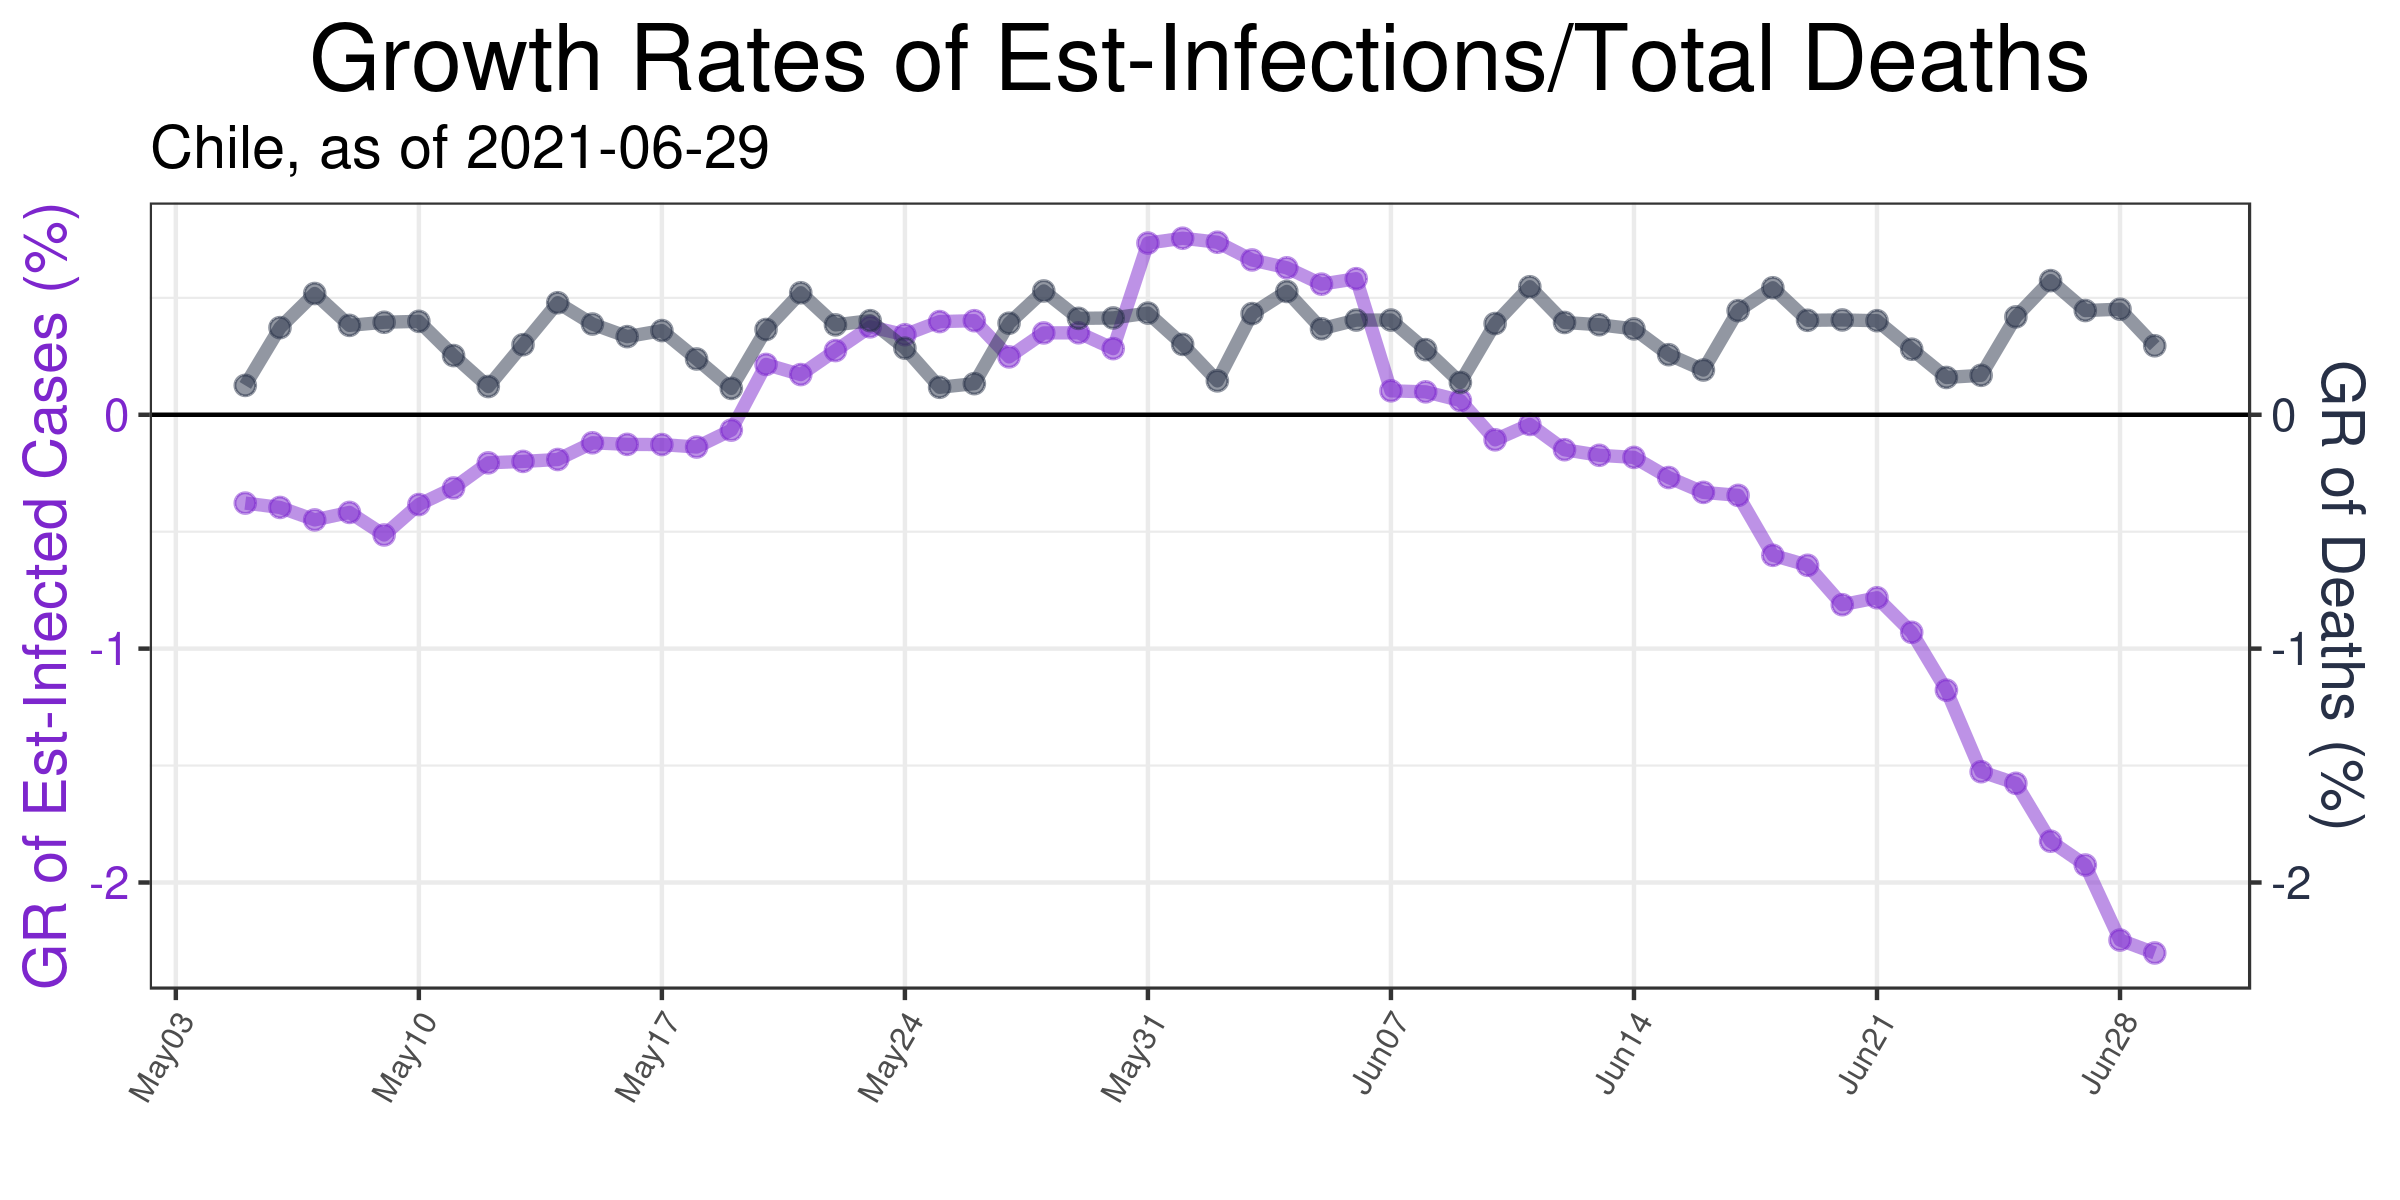 Growth Rates of Est-Infections/Total Deaths
Chile, as of 2021-06-29
GR of Est-Infected Cases (%)
0
-1
-2
0
-1
-2
GR of Deaths (%)
May03
May10
May17
May24
May31
Jun07
Jun14
Jun21
Jun28